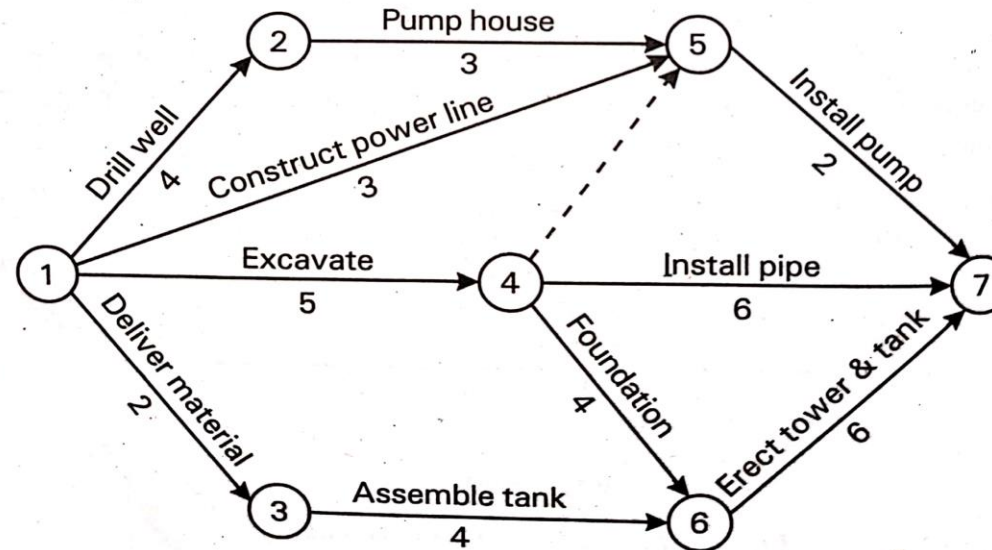 2
Pump house
3
5
Drill well
4
Construct power line
3
Install pump
2
1
Excavate
5
4
Install pipe
6
7
Deliver material
2
Foundation
4
Erect tower & tank
6
3
Assemble tank
4
6